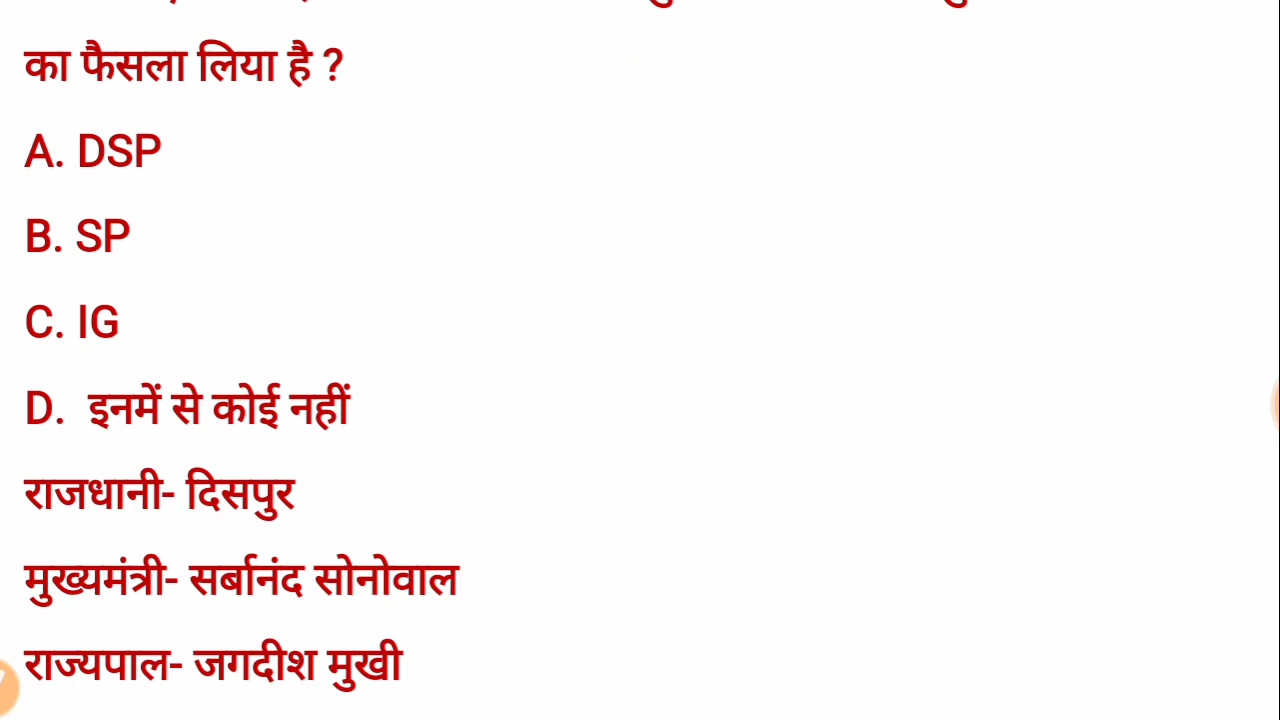 का फैसला लिया है ?
A. DSP
B. SP
C. IG
D. इनमें से कोई नहीं
राजधानी- दिसपुर
मुख्यमंत्री- सर्बानंद सोनोवाल
राज्यपाल- जगदीश मुखी